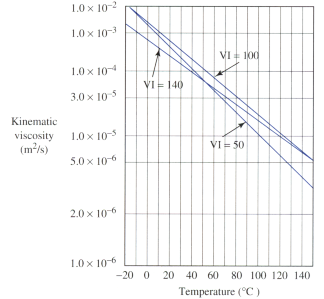 1.0 × 10⁻²
1.0 × 10⁻³
1.0 × 10⁻⁴
3.0 × 10⁻⁵
1.0 × 10⁻⁵
5.0 × 10⁻⁶
2.0 × 10⁻⁶
1.0 × 10⁻⁶
Kinematic
viscosity
(m²/s)
VI = 100
VI = 140
VI = 50
−20 0 20 40 60 80 100 120 140
Temperature (°C )